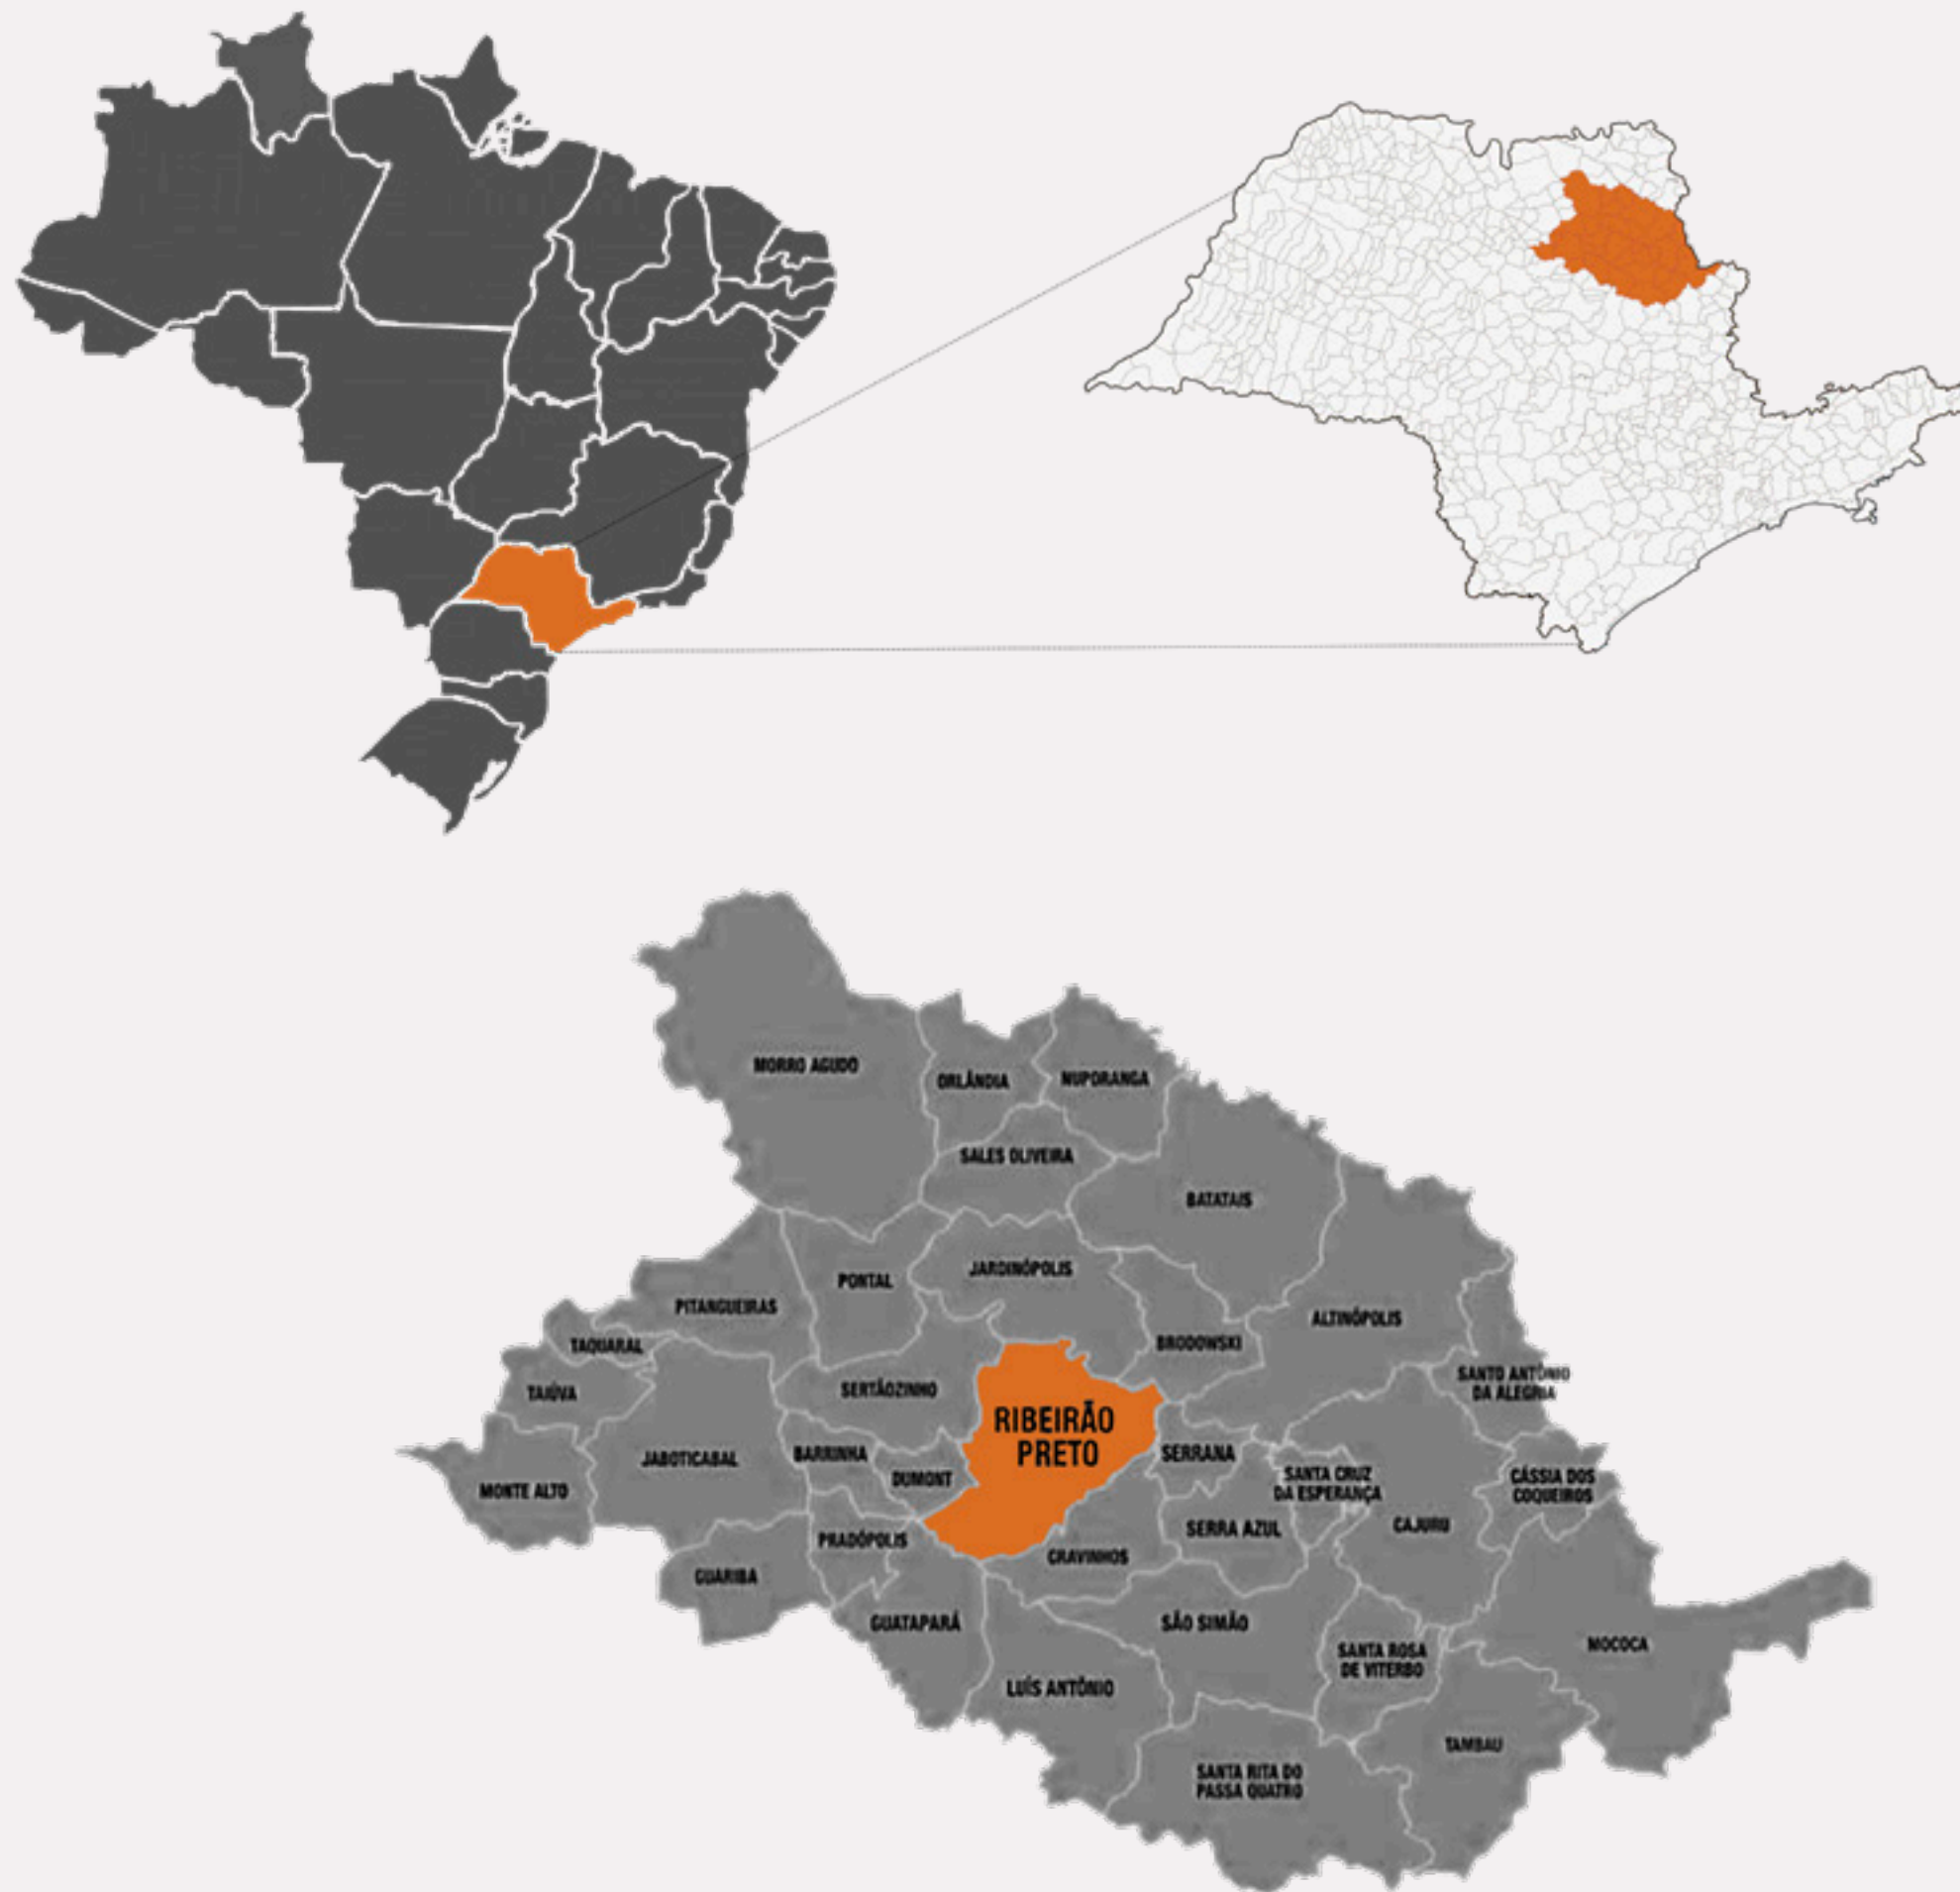 MORRO AGUDO
ORLÂNDIA
NUPORANGA
SALES OLIVEIRA
BATATAIS
PONTAL
JARDINÓPOLIS
PITANGUEIRAS
ALTINÓPOLIS
TAQUARAL
BRODOWSKI
TAIÚVA
SERTÃOZINHO
SANTO ANTÔNIO
DA ALEGRIA
RIBEIRÃO
PRETO
JABOTICABAL
BARRINHA
DUMONT
SERRANA
MONTE ALTO
SANTA CRUZ
DA ESPERANÇA
CÁSSIA DOS
COQUEIROS
PRADÓPOLIS
SERRA AZUL
CAJURU
GUARIBA
CRAVINHOS
GUATAPARÁ
SÃO SIMÃO
SANTA ROSA
DE VITERBO
MOCOCA
LUÍS ANTÔNIO
TAMBAU
SANTA RITA DO
PASSA QUATRO